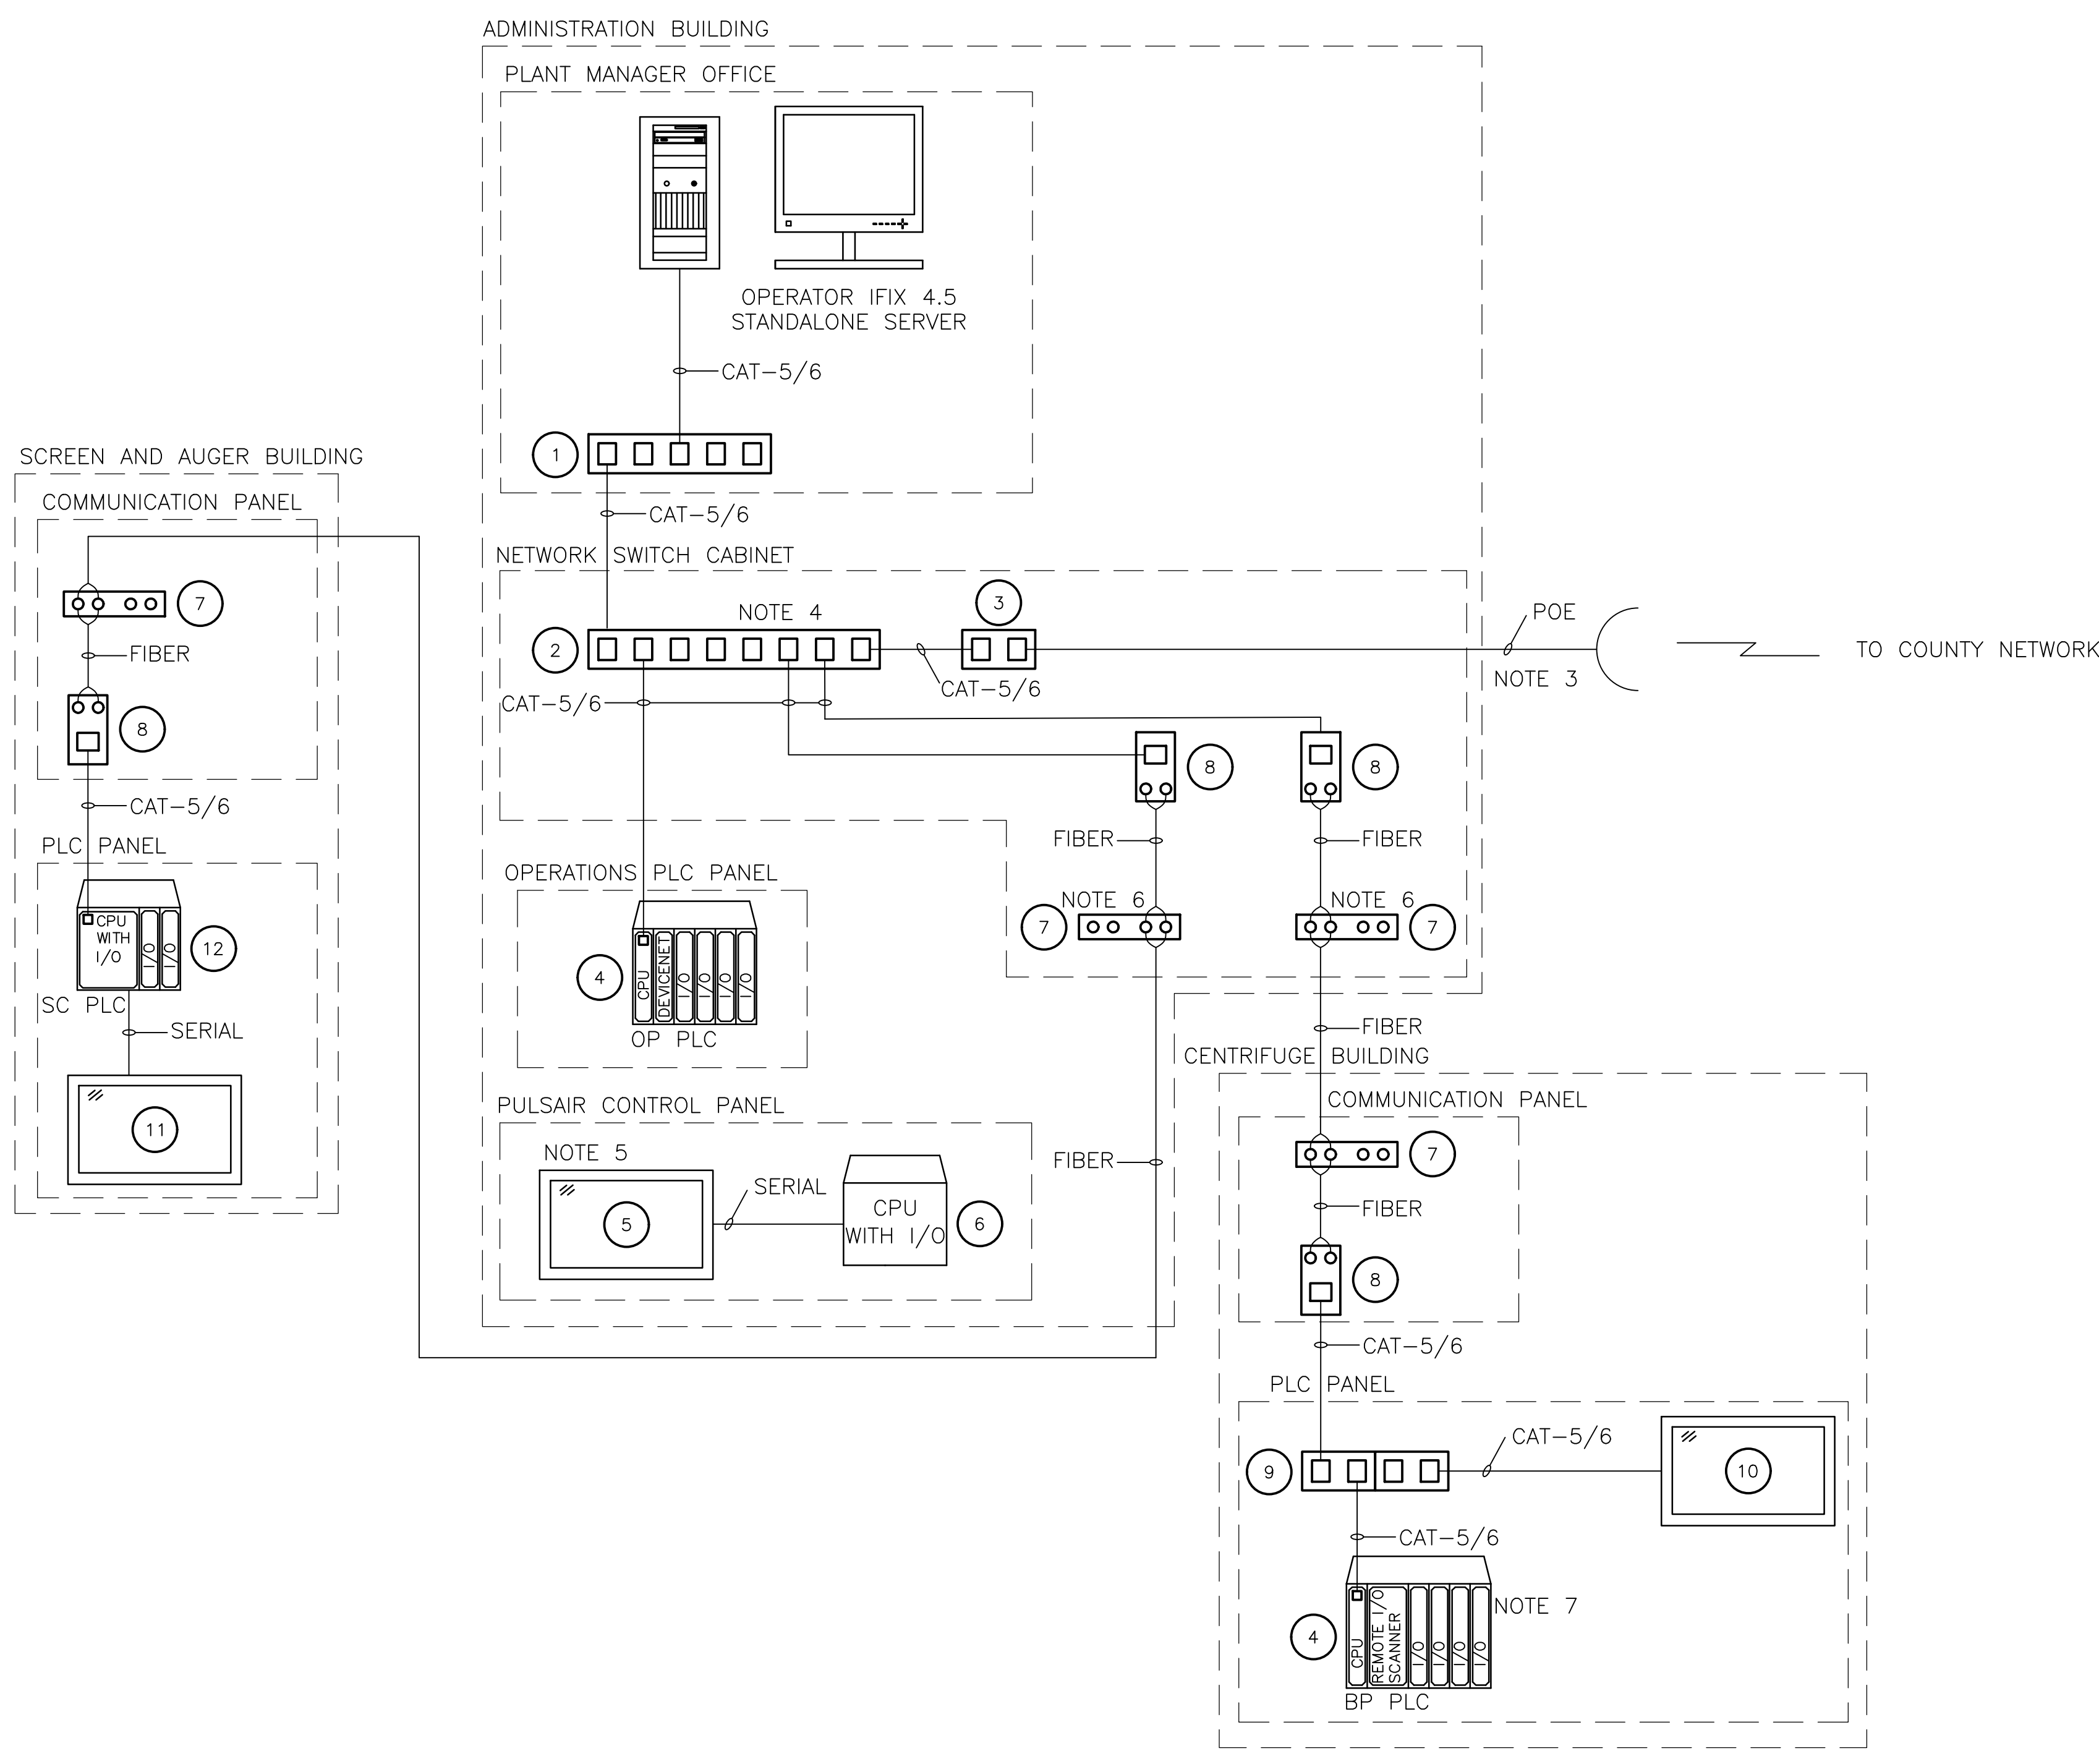 ADMINISTRATION BUILDING
PLANT MANAGER OFFICE
OPERATOR IFIX 4.5
STANDALONE SERVER
CAT-5/6
1
CAT-5/6
SCREEN AND AUGER BUILDING
COMMUNICATION PANEL
7
FIBER
8
CAT-5/6
PLC PANEL
CPU
WITH
I/O
I/O
I/O
12
SC PLC
SERIAL
11
NETWORK SWITCH CABINET
NOTE 4
2
3
CAT-5/6
POE
NOTE 3
TO COUNTY NETWORK
CAT-5/6
8
8
FIBER
FIBER
NOTE 6
NOTE 6
7
7
OPERATIONS PLC PANEL
4
CPU
DEVICENET
I/O
I/O
I/O
I/O
OP PLC
PULSAIR CONTROL PANEL
NOTE 5
5
SERIAL
CPU
WITH I/O
6
FIBER
FIBER
CENTRIFUGE BUILDING
COMMUNICATION PANEL
7
FIBER
8
CAT-5/6
PLC PANEL
9
CAT-5/6
10
CAT-5/6
4
CPU
REMOTE I/O
SCANNER
I/O
I/O
I/O
I/O
NOTE 7
BP PLC